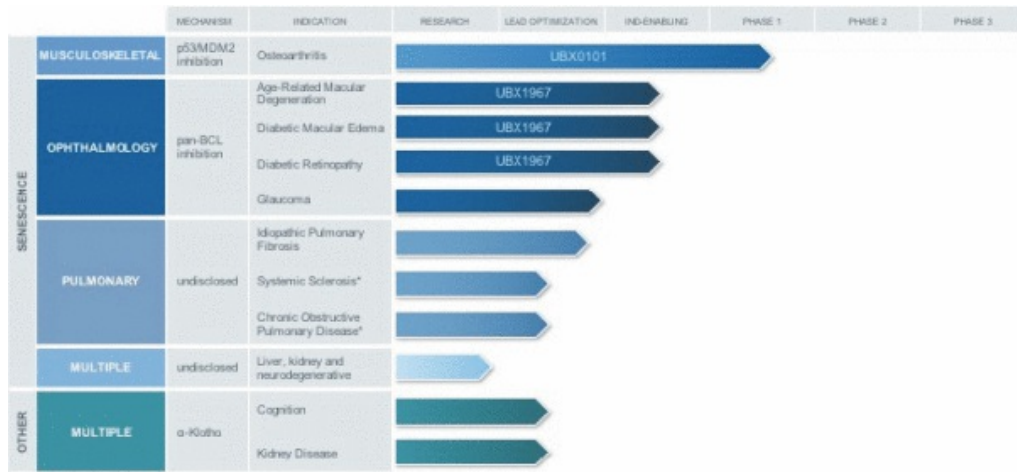 MECHANISM INDICATION RESEARCH LEAD OPTIMIZATION IND-ENABLING PHASE 1 PHASE 2 PHASE 3
SENESCENCE
MUSCULOSKELETAL
p53/MDM2
inhibition
Osteoarthritis
UBX0101
OPHTHALMOLOGY
pan-BCL
inhibition
Age-Related Macular
Degeneration
UBX1967
Diabetic Macular Edema
UBX1967
Diabetic Retinopathy
UBX1967
Glaucoma
PULMONARY
undisclosed
Idiopathic Pulmonary
Fibrosis
Systemic Sclerosis*
Chronic Obstructive
Pulmonary Disease*
MULTIPLE
undisclosed
Liver, kidney and
neurodegenerative
OTHER
MULTIPLE
α-Klotho
Cognition
Kidney Disease